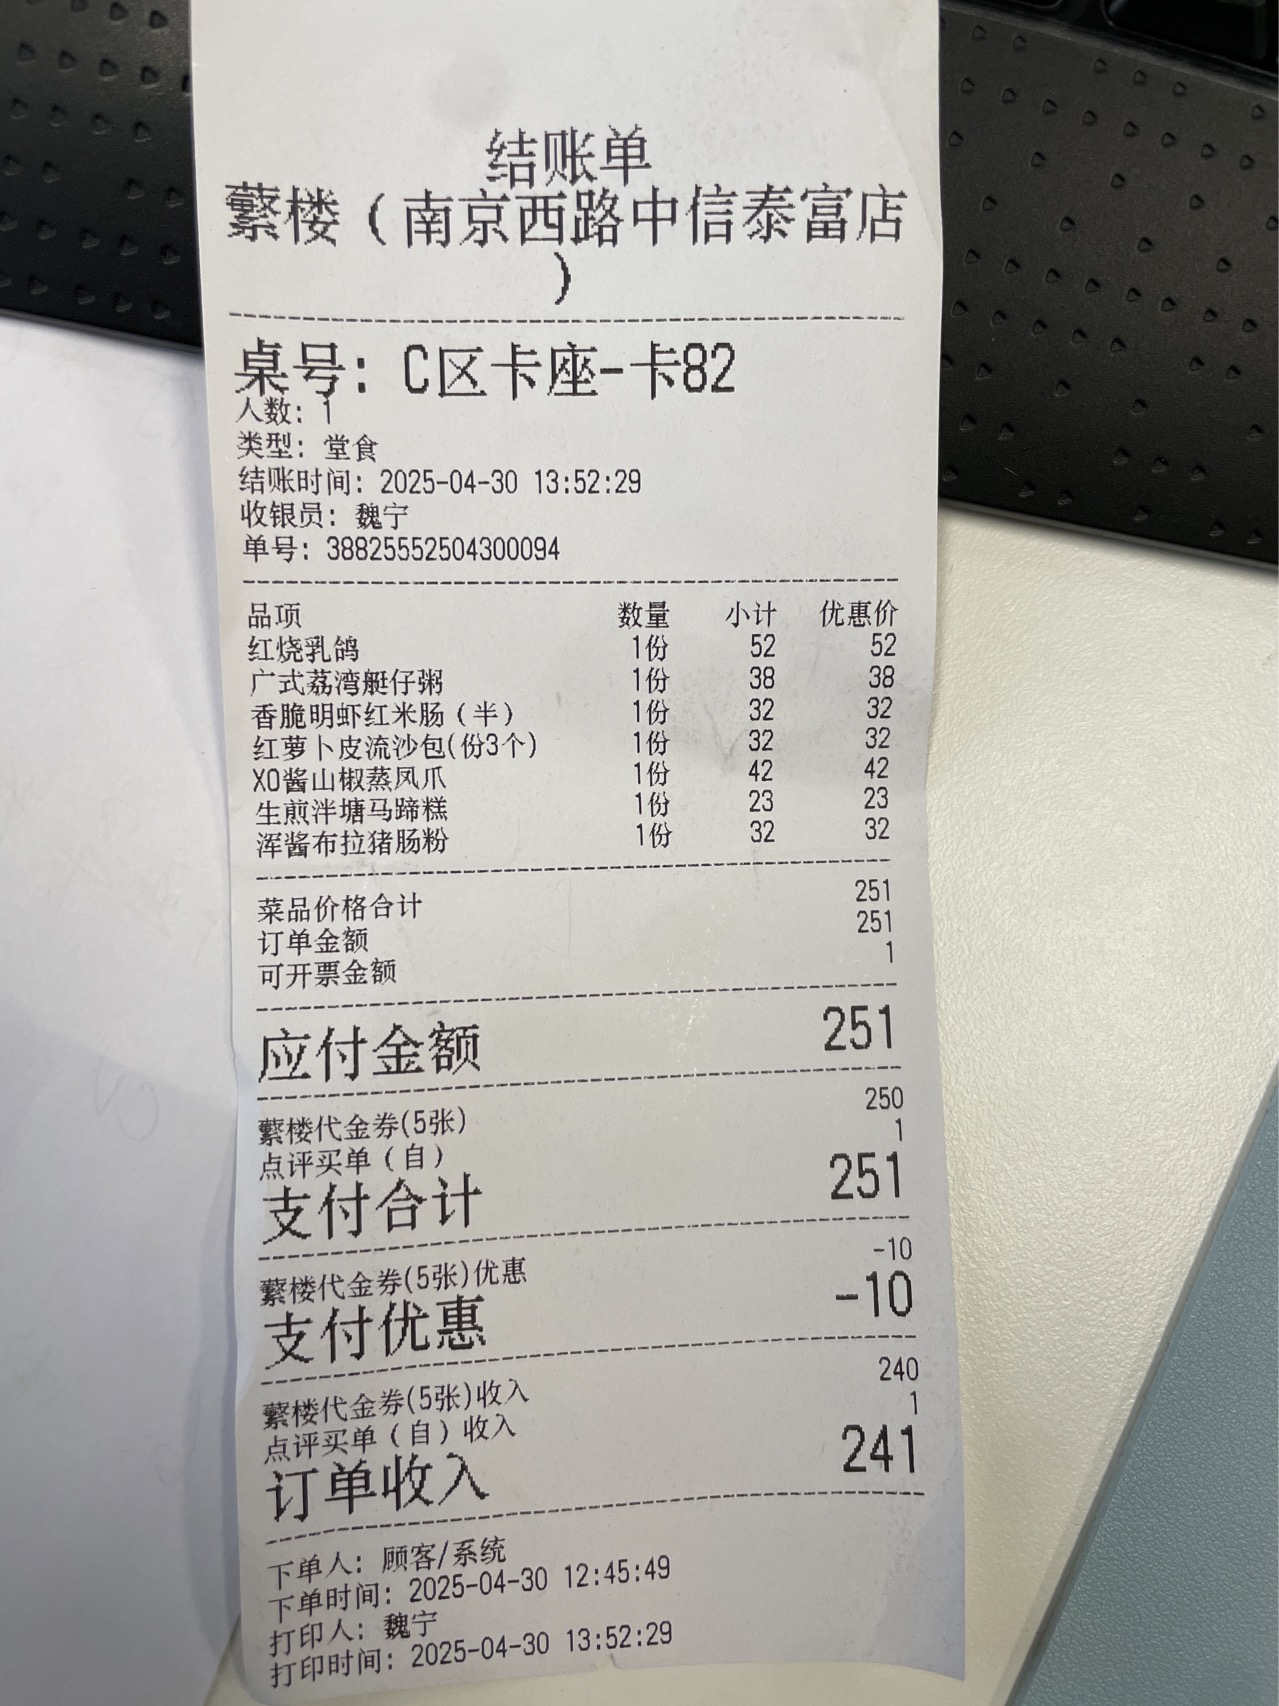 结账单
蘩楼（南京西路中信泰富店
）
桌号：C区卡座-卡82
人数：1
类型：堂食
结账时间：2025-04-30 13:52:29
收银员：魏宁
单号：38825552504300094
品项 数量 小计 优惠价
红烧乳鸽 1份 52 52
广式荔湾艇仔粥 1份 38 38
香脆明虾红米肠（半） 1份 32 32
红萝卜皮流沙包(份3个) 1份 32 32
XO酱山椒蒸凤爪 1份 42 42
生煎泮塘马蹄糕 1份 23 23
浑酱布拉猪肠粉 1份 32 32
菜品价格合计 251
订单金额 251
可开票金额 1
应付金额 251
蘩楼代金券(5张) 250
点评买单（自） 1
支付合计 251
蘩楼代金券(5张)优惠 -10
支付优惠 -10
蘩楼代金券(5张)收入 240
点评买单（自）收入 1
订单收入 241
下单人：顾客/系统
下单时间：2025-04-30 12:45:49
打印人：魏宁
打印时间：2025-04-30 13:52:29